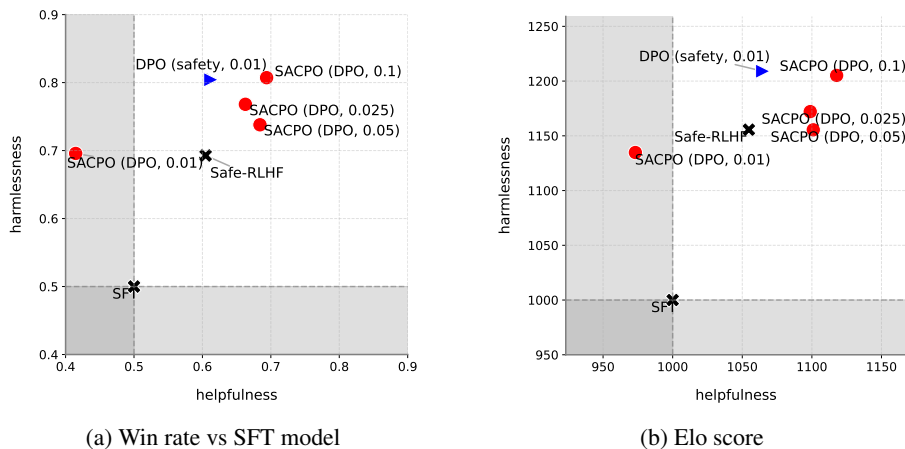 0.9
0.8
0.7
0.6
0.5
0.4
harmlessness
DPO (safety, 0.01)
SACPO (DPO, 0.1)
SACPO (DPO, 0.025)
SACPO (DPO, 0.05)
SACPO (DPO, 0.01)
Safe-RLHF
SFT
0.4 0.5 0.6 0.7 0.8 0.9
helpfulness
(a) Win rate vs SFT model
1250
1200
1150
1100
1050
1000
950
harmlessness
DPO (safety, 0.01)
SACPO (DPO, 0.1)
SACPO (DPO, 0.025)
Safe-RLHF
SACPO (DPO, 0.05)
SACPO (DPO, 0.01)
SFT
950 1000 1050 1100 1150
helpfulness
(b) Elo score